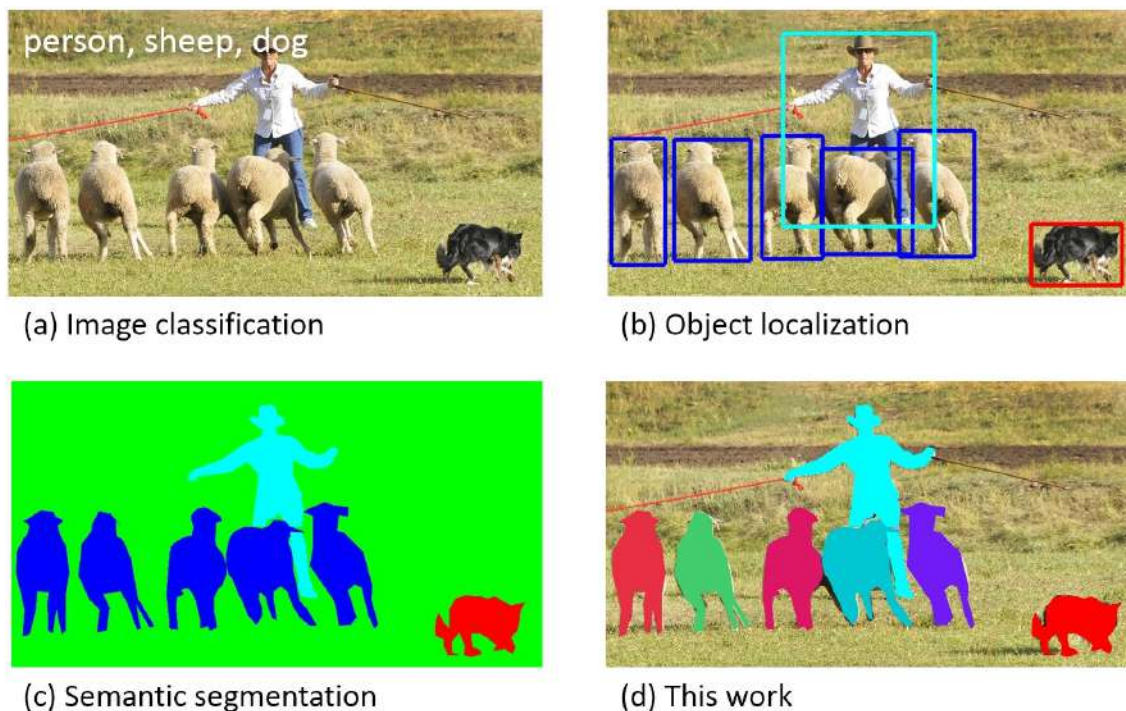 person, sheep, dog
(a) Image classification
(b) Object localization
(c) Semantic segmentation
(d) This work